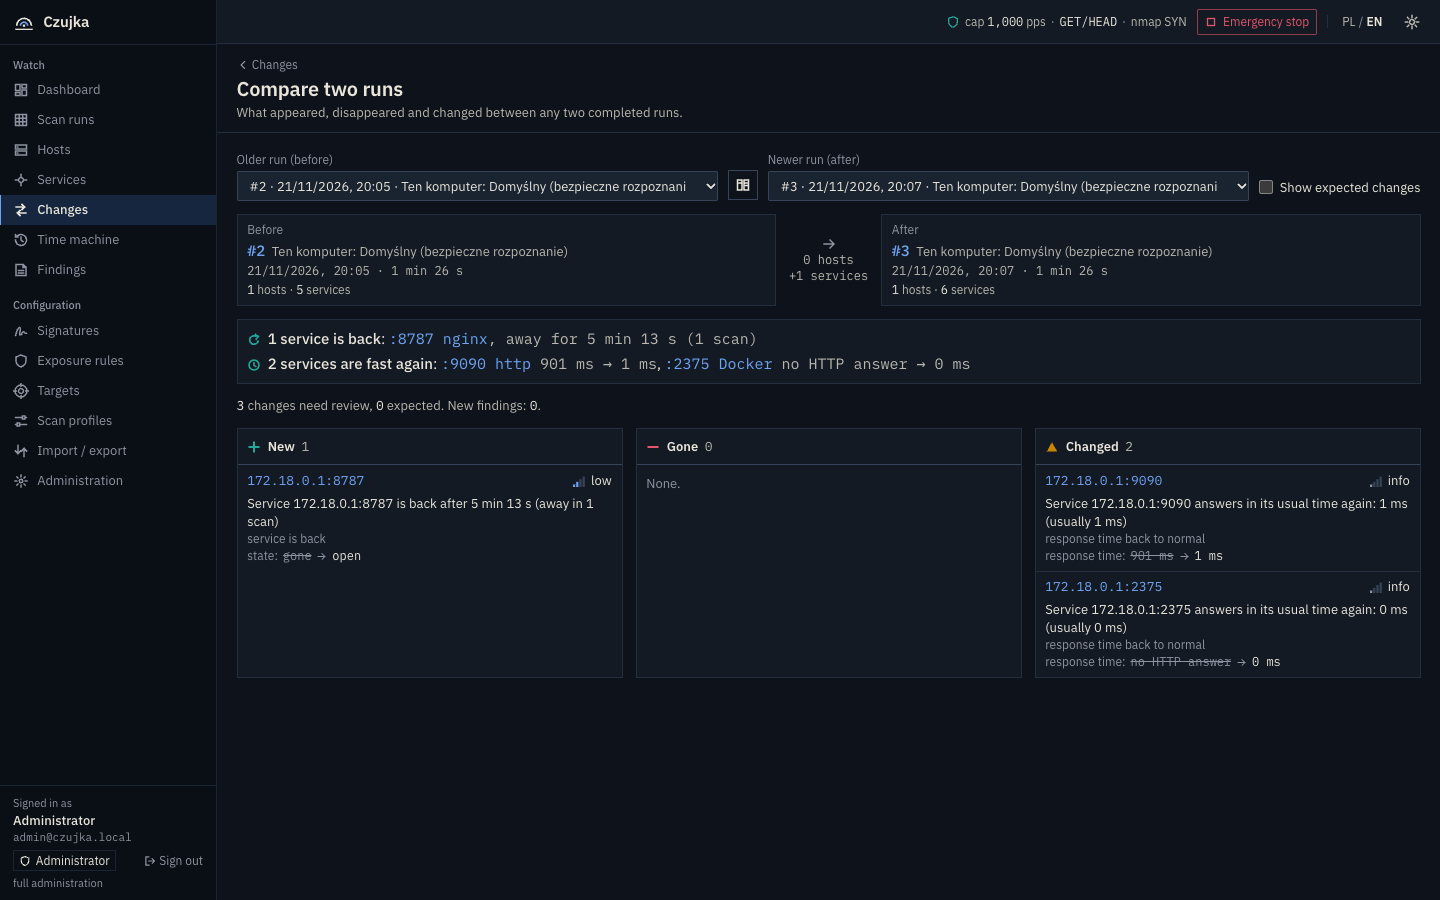 Czujka
cap 1,000 pps · GET/HEAD · nmap SYN
Emergency stop
PL / EN
Watch
Dashboard
Scan runs
Hosts
Services
Changes
Time machine
Findings
Configuration
Signatures
Exposure rules
Targets
Scan profiles
Import / export
Administration
Signed in as
Administrator
admin@czujka.local
Administrator
Sign out
full administration
Changes
Compare two runs
What appeared, disappeared and changed between any two completed runs.
Older run (before)
#2 · 21/11/2026, 20:05 · Ten komputer: Domyślny (bezpieczne rozpoznani
Newer run (after)
#3 · 21/11/2026, 20:07 · Ten komputer: Domyślny (bezpieczne rozpoznani
Show expected changes
Before
#2 Ten komputer: Domyślny (bezpieczne rozpoznanie)
21/11/2026, 20:05 · 1 min 26 s
1 hosts · 5 services
→
0 hosts
+1 services
After
#3 Ten komputer: Domyślny (bezpieczne rozpoznanie)
21/11/2026, 20:07 · 1 min 26 s
1 hosts · 6 services
1 service is back: :8787 nginx, away for 5 min 13 s (1 scan)
2 services are fast again: :9090 http 901 ms → 1 ms, :2375 Docker no HTTP answer → 0 ms
3 changes need review, 0 expected. New findings: 0.
New 1
172.18.0.1:8787
low
Service 172.18.0.1:8787 is back after 5 min 13 s (away in 1
scan)
service is back
state: gone → open
Gone 0
None.
Changed 2
172.18.0.1:9090
info
Service 172.18.0.1:9090 answers in its usual time again: 1 ms
(usually 1 ms)
response time back to normal
response time: 901 ms → 1 ms
172.18.0.1:2375
info
Service 172.18.0.1:2375 answers in its usual time again: 0 ms
(usually 0 ms)
response time back to normal
response time: no HTTP answer → 0 ms